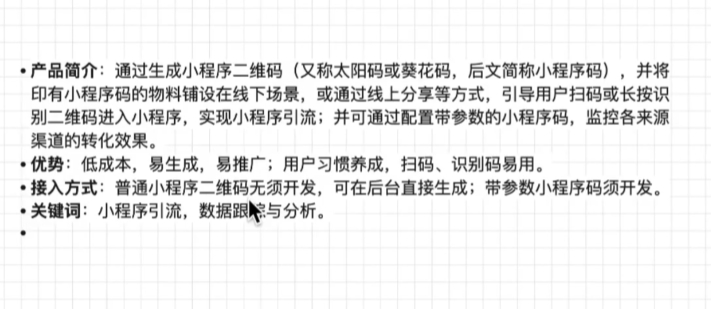 • 产品简介：通过生成小程序二维码（又称太阳码或葵花码，后文简称小程序码），并将
印有小程序码的物料铺设在线下场景，或通过线上分享等方式，引导用户扫码或长按识
别二维码进入小程序，实现小程序引流；并可通过配置带参数的小程序码，监控各来源
渠道的转化效果。
• 优势：低成本，易生成，易推广；用户习惯养成，扫码、识别码易用。
• 接入方式：普通小程序二维码无须开发，可在后台直接生成；带参数小程序码须开发。
• 关键词：小程序引流，数据跟踪与分析。
•